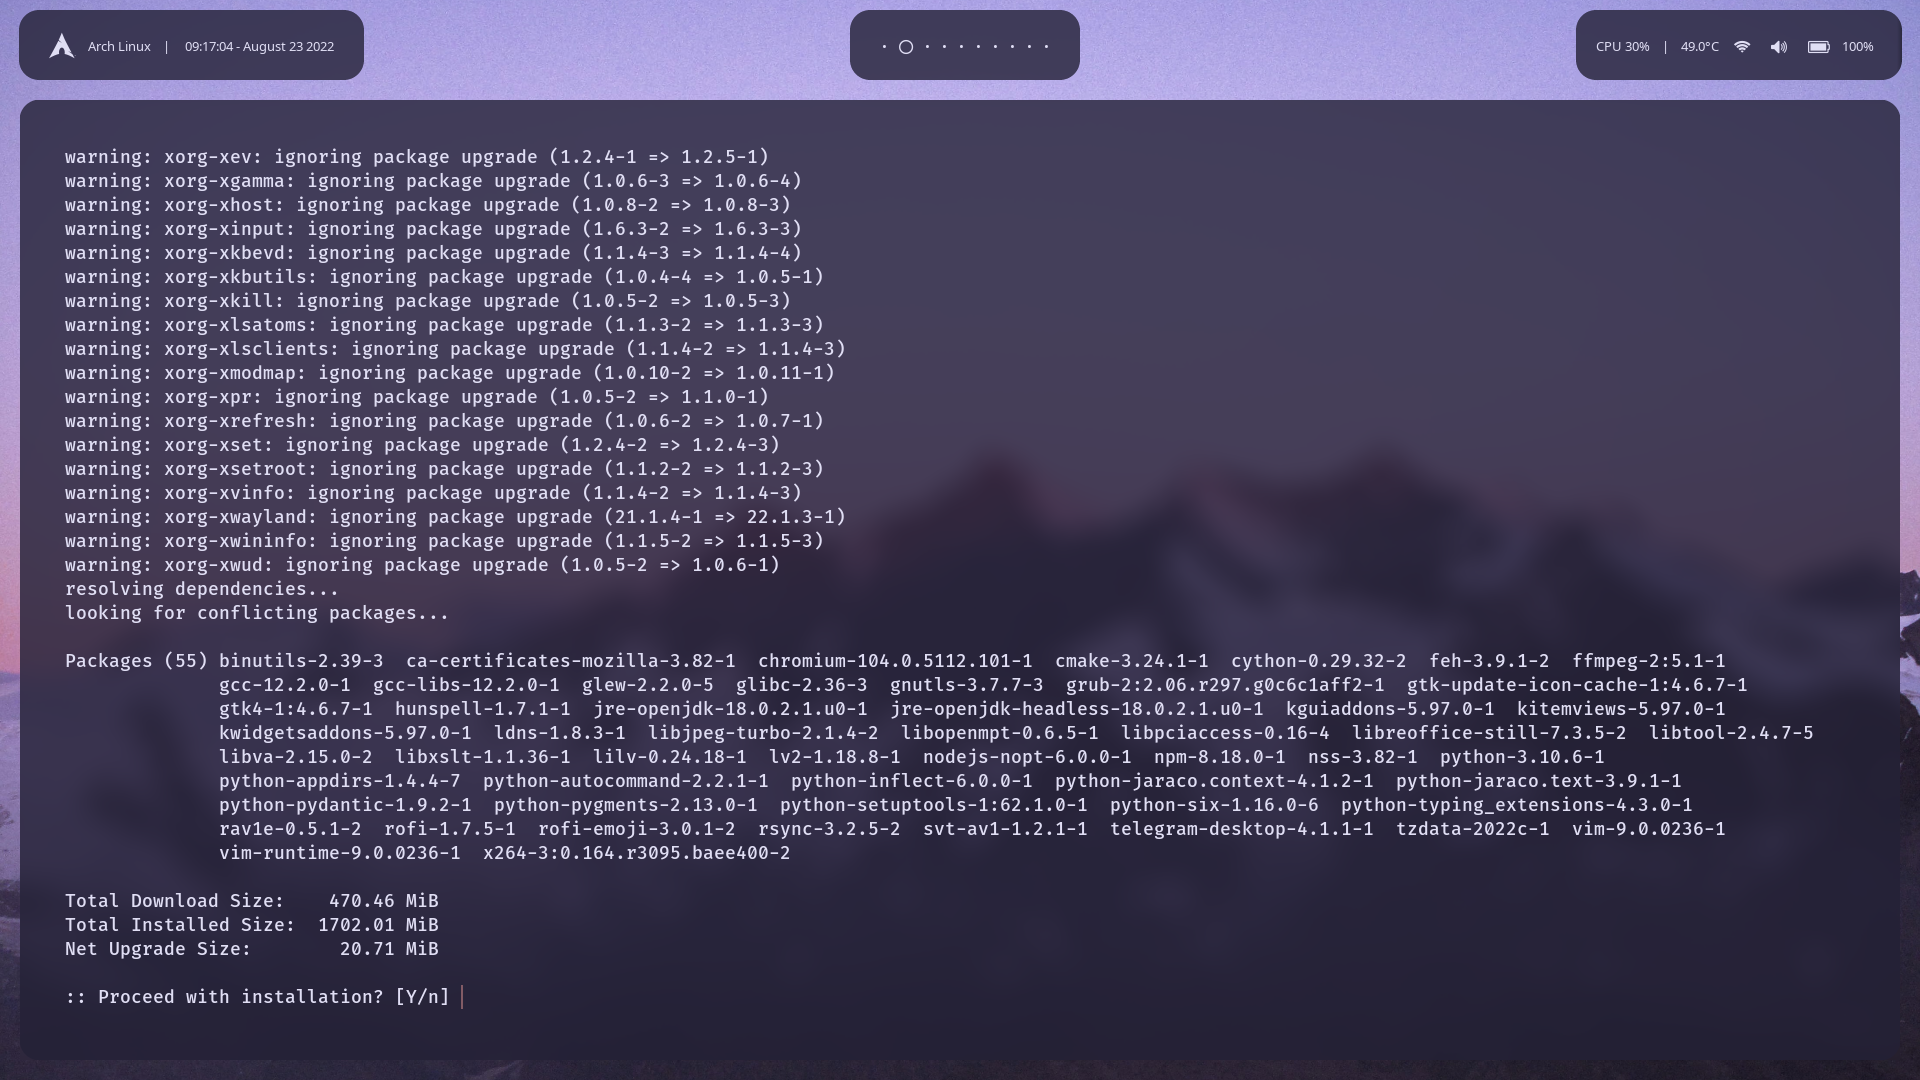 Arch Linux | 09:17:04 - August 23 2022
CPU 30% | 49.0°C 100%
warning: xorg-xev: ignoring package upgrade (1.2.4-1 => 1.2.5-1)
warning: xorg-xgamma: ignoring package upgrade (1.0.6-3 => 1.0.6-4)
warning: xorg-xhost: ignoring package upgrade (1.0.8-2 => 1.0.8-3)
warning: xorg-xinput: ignoring package upgrade (1.6.3-2 => 1.6.3-3)
warning: xorg-xkbevd: ignoring package upgrade (1.1.4-3 => 1.1.4-4)
warning: xorg-xkbutils: ignoring package upgrade (1.0.4-4 => 1.0.5-1)
warning: xorg-xkill: ignoring package upgrade (1.0.5-2 => 1.0.5-3)
warning: xorg-xlsatoms: ignoring package upgrade (1.1.3-2 => 1.1.3-3)
warning: xorg-xlsclients: ignoring package upgrade (1.1.4-2 => 1.1.4-3)
warning: xorg-xmodmap: ignoring package upgrade (1.0.10-2 => 1.0.11-1)
warning: xorg-xpr: ignoring package upgrade (1.0.5-2 => 1.1.0-1)
warning: xorg-xrefresh: ignoring package upgrade (1.0.6-2 => 1.0.7-1)
warning: xorg-xset: ignoring package upgrade (1.2.4-2 => 1.2.4-3)
warning: xorg-xsetroot: ignoring package upgrade (1.1.2-2 => 1.1.2-3)
warning: xorg-xvinfo: ignoring package upgrade (1.1.4-2 => 1.1.4-3)
warning: xorg-xwayland: ignoring package upgrade (21.1.4-1 => 22.1.3-1)
warning: xorg-xwininfo: ignoring package upgrade (1.1.5-2 => 1.1.5-3)
warning: xorg-xwud: ignoring package upgrade (1.0.5-2 => 1.0.6-1)
resolving dependencies...
looking for conflicting packages...
Packages (55) binutils-2.39-3  ca-certificates-mozilla-3.82-1  chromium-104.0.5112.101-1  cmake-3.24.1-1  cython-0.29.32-2  feh-3.9.1-2  ffmpeg-2:5.1-1
gcc-12.2.0-1  gcc-libs-12.2.0-1  glew-2.2.0-5  glibc-2.36-3  gnutls-3.7.7-3  grub-2:2.06.r297.g0c6c1aff2-1  gtk-update-icon-cache-1:4.6.7-1
gtk4-1:4.6.7-1  hunspell-1.7.1-1  jre-openjdk-18.0.2.1.u0-1  jre-openjdk-headless-18.0.2.1.u0-1  kguiaddons-5.97.0-1  kitemviews-5.97.0-1
kwidgetsaddons-5.97.0-1  ldns-1.8.3-1  libjpeg-turbo-2.1.4-2  libopenmpt-0.6.5-1  libpciaccess-0.16-4  libreoffice-still-7.3.5-2  libtool-2.4.7-5
libva-2.15.0-2  libxslt-1.1.36-1  lilv-0.24.18-1  lv2-1.18.8-1  nodejs-nopt-6.0.0-1  npm-8.18.0-1  nss-3.82-1  python-3.10.6-1
python-appdirs-1.4.4-7  python-autocommand-2.2.1-1  python-inflect-6.0.0-1  python-jaraco.context-4.1.2-1  python-jaraco.text-3.9.1-1
python-pydantic-1.9.2-1  python-pygments-2.13.0-1  python-setuptools-1:62.1.0-1  python-six-1.16.0-6  python-typing_extensions-4.3.0-1
rav1e-0.5.1-2  rofi-1.7.5-1  rofi-emoji-3.0.1-2  rsync-3.2.5-2  svt-av1-1.2.1-1  telegram-desktop-4.1.1-1  tzdata-2022c-1  vim-9.0.0236-1
vim-runtime-9.0.0236-1  x264-3:0.164.r3095.baee400-2
Total Download Size:    470.46 MiB
Total Installed Size:  1702.01 MiB
Net Upgrade Size:        20.71 MiB
:: Proceed with installation? [Y/n]